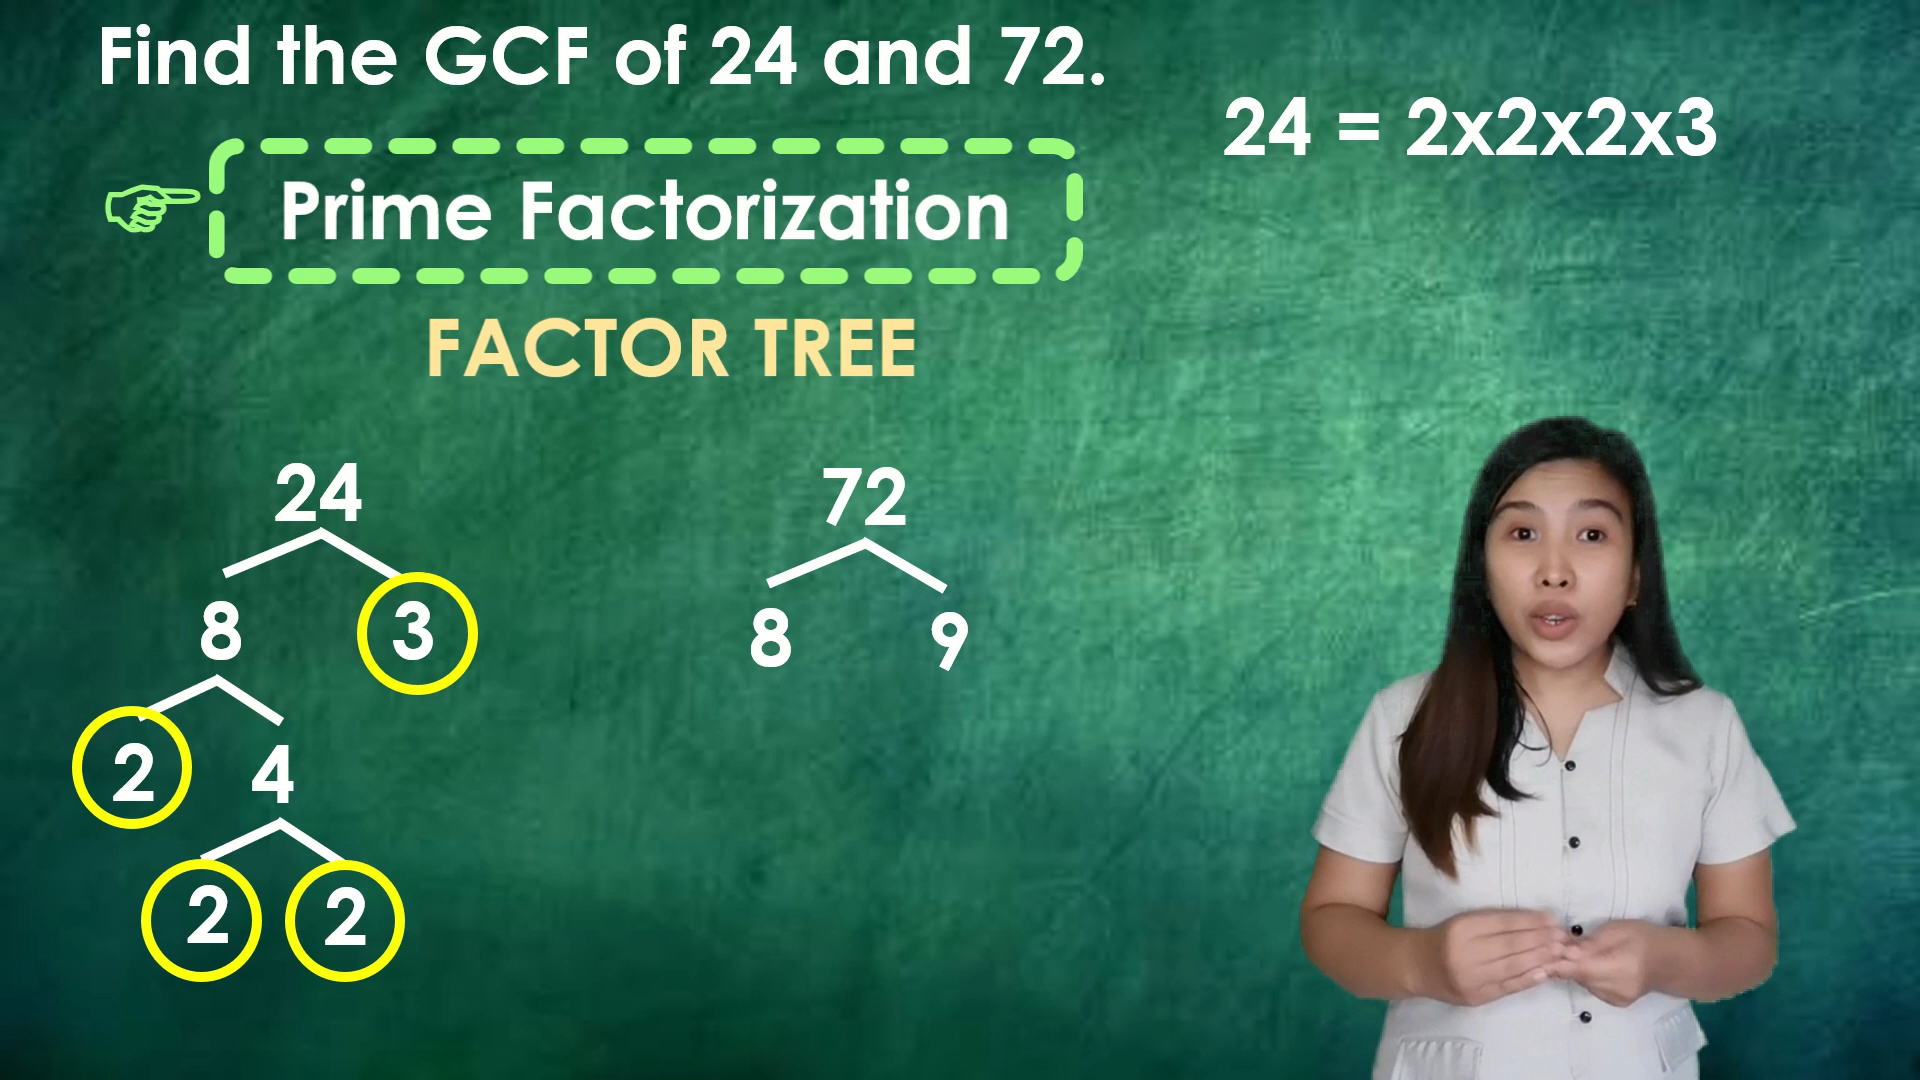 Find the GCF of 24 and 72.
24 = 2x2x2x3
Prime Factorization
FACTOR TREE
24
72
8 3
8 9
2 4
2 2